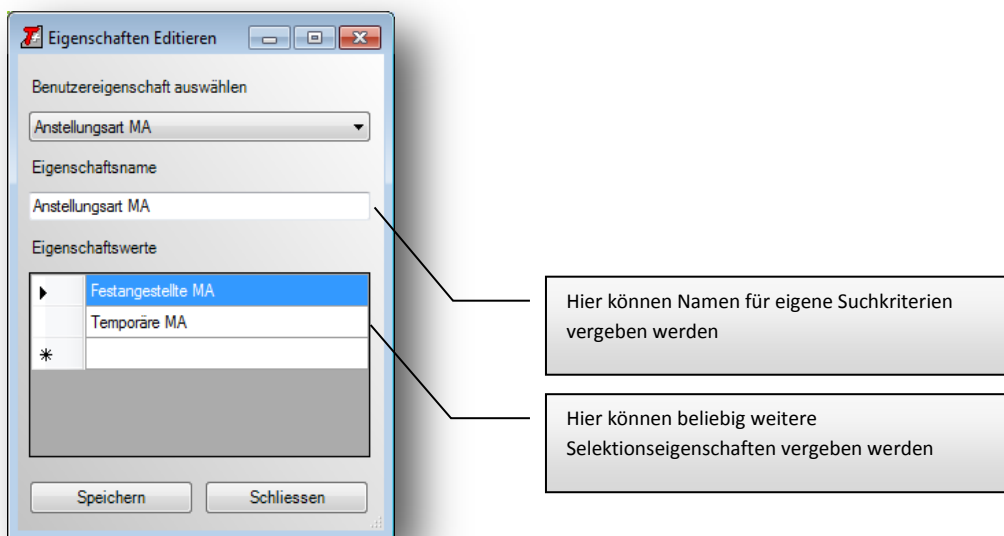 Eigenschaften Editieren
Benutzereigenschaft auswählen
Anstellungsart MA
Eigenschaftsname
Anstellungsart MA
Eigenschaftswerte
Festangestellte MA
Temporäre MA
Speichern Schliessen
Hier können Namen für eigene Suchkriterien
vergeben werden
Hier können beliebig weitere
Selektionseigenschaften vergeben werden